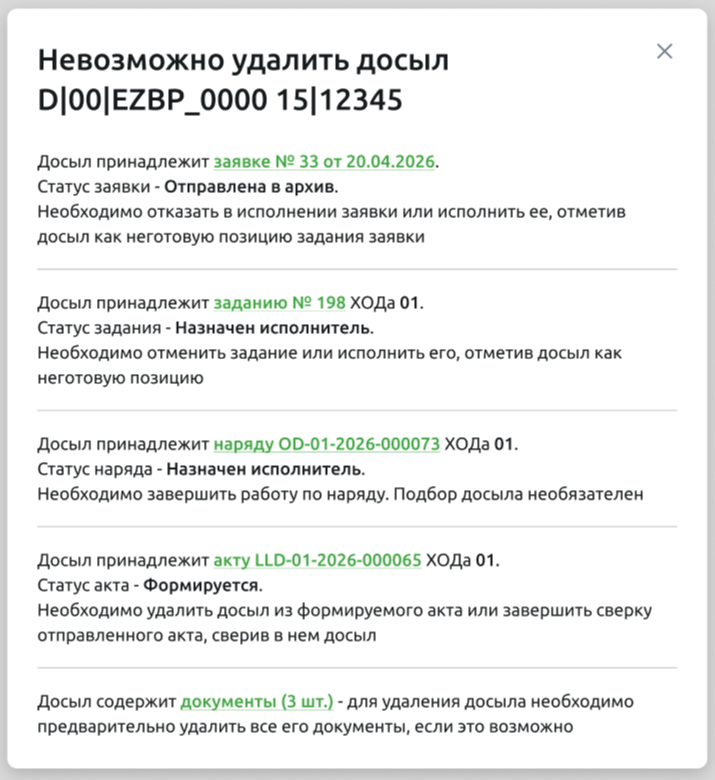 Невозможно удалить досыл
D|00|EZBP_0000 15|12345
Досыл принадлежит заявке № 33 от 20.04.2026.
Статус заявки - Отправлена в архив.
Необходимо отказать в исполнении заявки или исполнить ее, отметив
досыл как неготовую позицию задания заявки
Досыл принадлежит заданию № 198 ХОДа 01.
Статус задания - Назначен исполнитель.
Необходимо отменить задание или исполнить его, отметив досыл как
неготовую позицию
Досыл принадлежит наряду OD-01-2026-000073 ХОДа 01.
Статус наряда - Назначен исполнитель.
Необходимо завершить работу по наряду. Подбор досыла необязателен
Досыл принадлежит акту LLD-01-2026-000065 ХОДа 01.
Статус акта - Формируется.
Необходимо удалить досыл из формируемого акта или завершить сверку
отправленного акта, сверив в нем досыл
Досыл содержит документы (3 шт.) - для удаления досыла необходимо
предварительно удалить все его документы, если это возможно